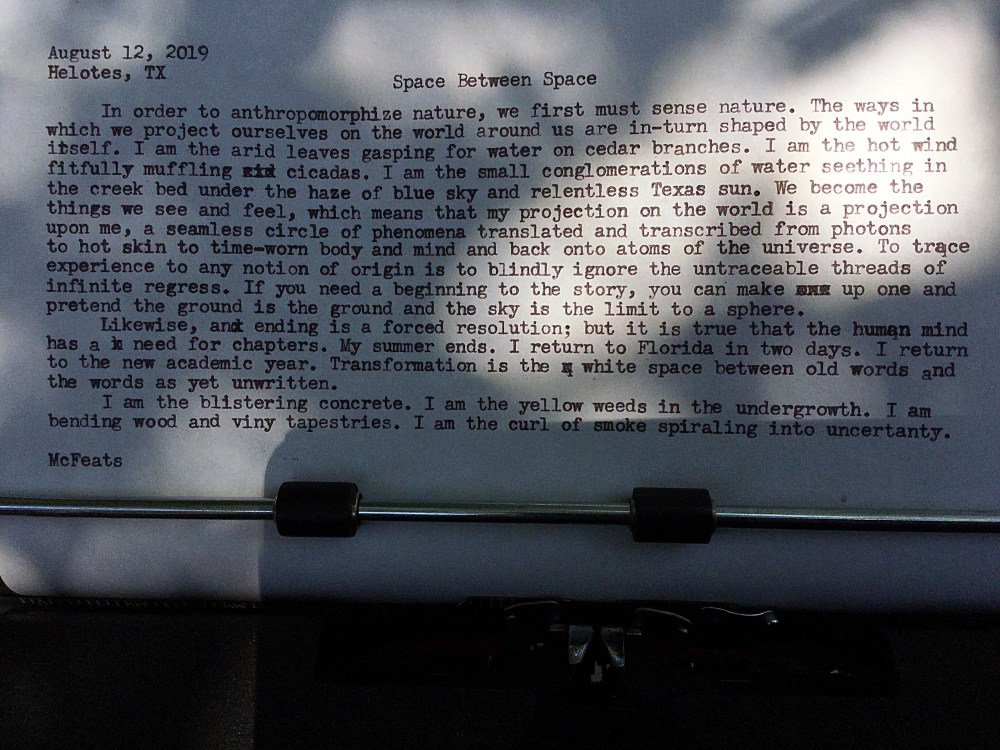 August 12, 2019
Helotes, TX
Space Between Space
In order to anthropomorphize nature, we first must sense nature. The ways in
which we project ourselves on the world around us are in-turn shaped by the world
itself. I am the arid leaves gasping for water on cedar branches. I am the hot wind
fitfully muffling cicadas. I am the small conglomerations of water seething in
the creek bed under the haze of blue sky and relentless Texas sun. We become the
things we see and feel, which means that my projection on the world is a projection
upon me, a seamless circle of phenomena translated and transcribed from photons
to hot skin to time-worn body and mind and back onto atoms of the universe. To trace
experience to any notion of origin is to blindly ignore the untraceable threads of
infinite regress. If you need a beginning to the story, you can make up one and
pretend the ground is the ground and the sky is the limit to a sphere.
Likewise, an ending is a forced resolution; but it is true that the human mind
has a need for chapters. My summer ends. I return to Florida in two days. I return
to the new academic year. Transformation is the white space between old words and
the words as yet unwritten.
I am the blistering concrete. I am the yellow weeds in the undergrowth. I am
bending wood and viny tapestries. I am the curl of smoke spiraling into uncertanty.
McFeats